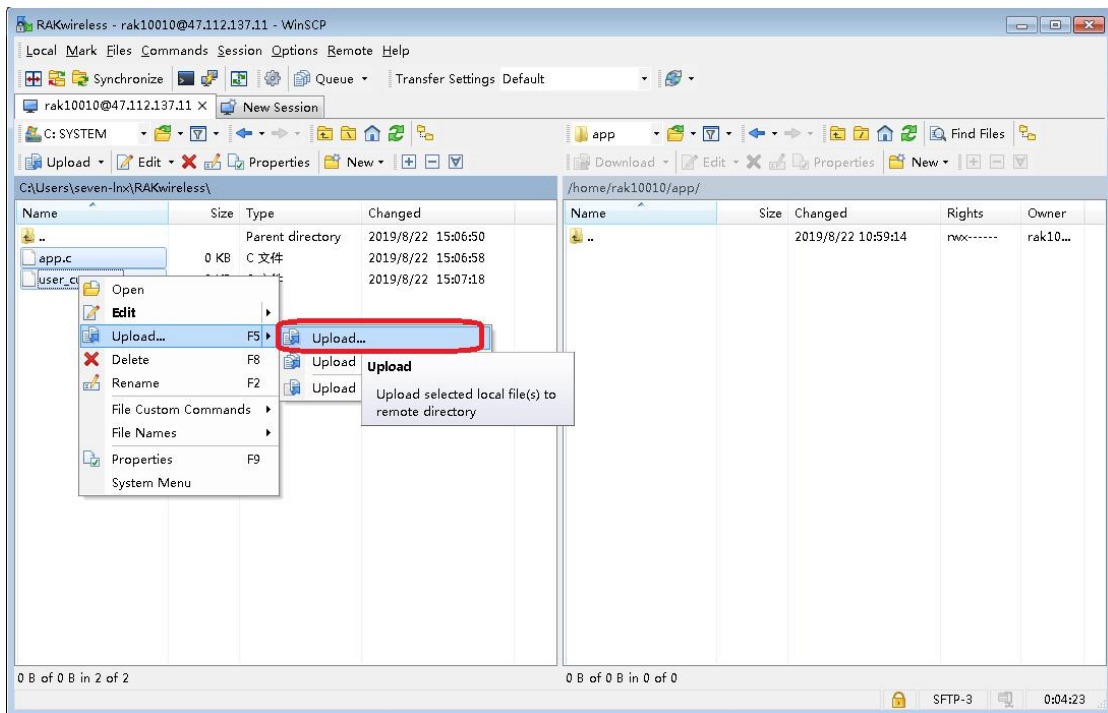 RAKwireless - rak10010@47.112.137.11 - WinSCP
Local Mark Files Commands Session Options Remote Help
Synchronize Queue Transfer Settings Default
rak10010@47.112.137.11 × New Session
C: SYSTEM app Find Files
Upload Edit Properties New Download Edit Properties New
C:\Users\seven-lnx\RAKwireless\ /home/rak10010/app/
Name Size Type Changed Name Size Changed Rights Owner
.. Parent directory 2019/8/22 15:06:50 .. 2019/8/22 10:59:14 rwx------ rak10...
app.c 0 KB C 文件 2019/8/22 15:06:58
2019/8/22 15:07:18
Open
Edit
Upload... F5 Upload...
Delete F8 Upload Upload
Rename F2 Upload Upload selected local file(s) to
remote directory
File Custom Commands
File Names
Properties F9
System Menu
0 B of 0 B in 2 of 2 0 B of 0 B in 0 of 0
SFTP-3 0:04:23